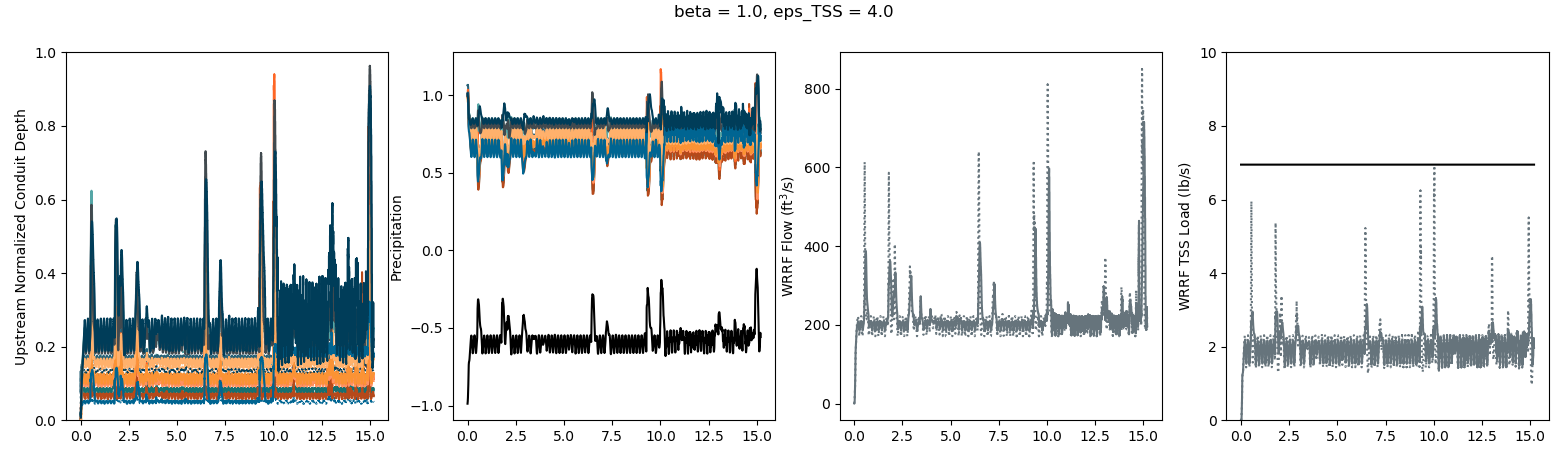 beta = 1.0, eps_TSS = 4.0
Upstream Normalized Conduit Depth
1.0
0.8
0.6
0.4
0.2
0.0
0.0 2.5 5.0 7.5 10.0 12.5 15.0
Precipitation
1.0
0.5
0.0
−0.5
−1.0
0.0 2.5 5.0 7.5 10.0 12.5 15.0
WRRF Flow (ft³/s)
800
600
400
200
0
0.0 2.5 5.0 7.5 10.0 12.5 15.0
WRRF TSS Load (lb/s)
10
8
6
4
2
0
0.0 2.5 5.0 7.5 10.0 12.5 15.0